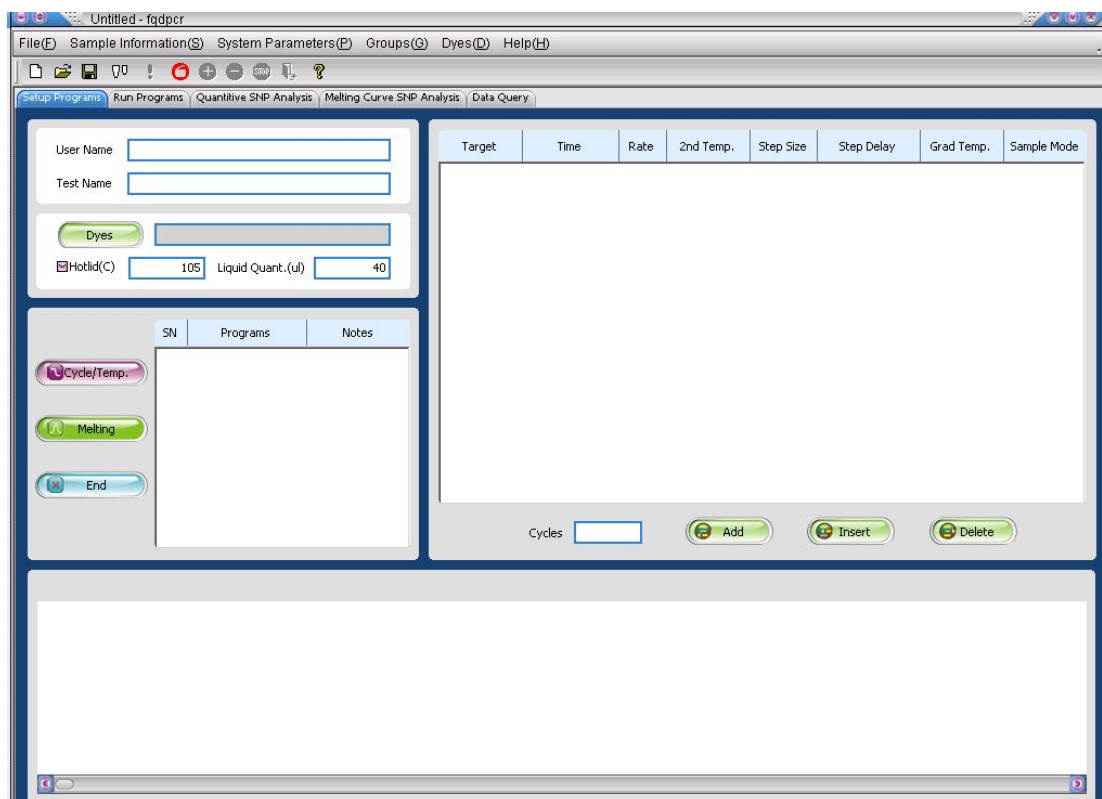 Untitled - fqdpcr
File(F) Sample Information(S) System Parameters(P) Groups(G) Dyes(D) Help(H)
STOP
Setup Programs Run Programs Quantitive SNP Analysis Melting Curve SNP Analysis Data Query
User Name
Test Name
Dyes
Hotlid(C) 105 Liquid Quant.(ul) 40
SN Programs Notes
Cycle/Temp.
Melting
End
Target Time Rate 2nd Temp. Step Size Step Delay Grad Temp. Sample Mode
Cycles Add Insert Delete